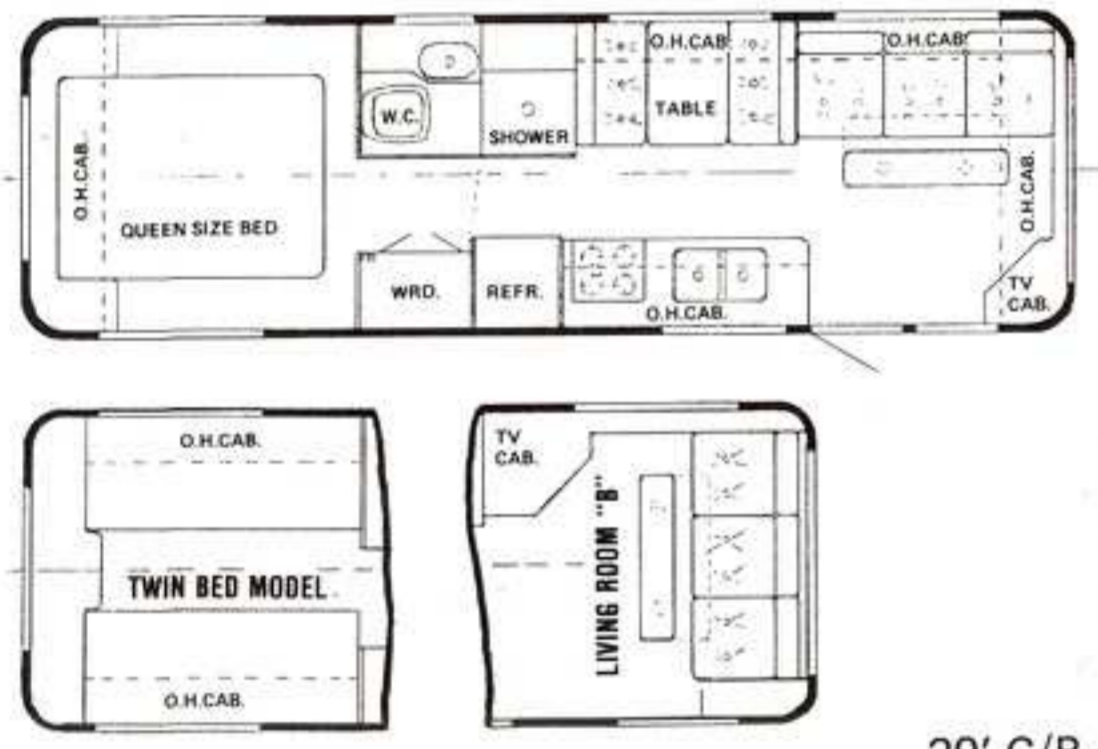 O.H.CAB.
O.H.CAB.
O.H.CAB.
W.C.
SHOWER
TABLE
O.H.CAB.
QUEEN SIZE BED
O.H.CAB.
WRD.
REFR.
O.H.CAB.
TV
CAB.
O.H.CAB.
TWIN BED MODEL
O.H.CAB.
TV
CAB.
LIVING ROOM "B"